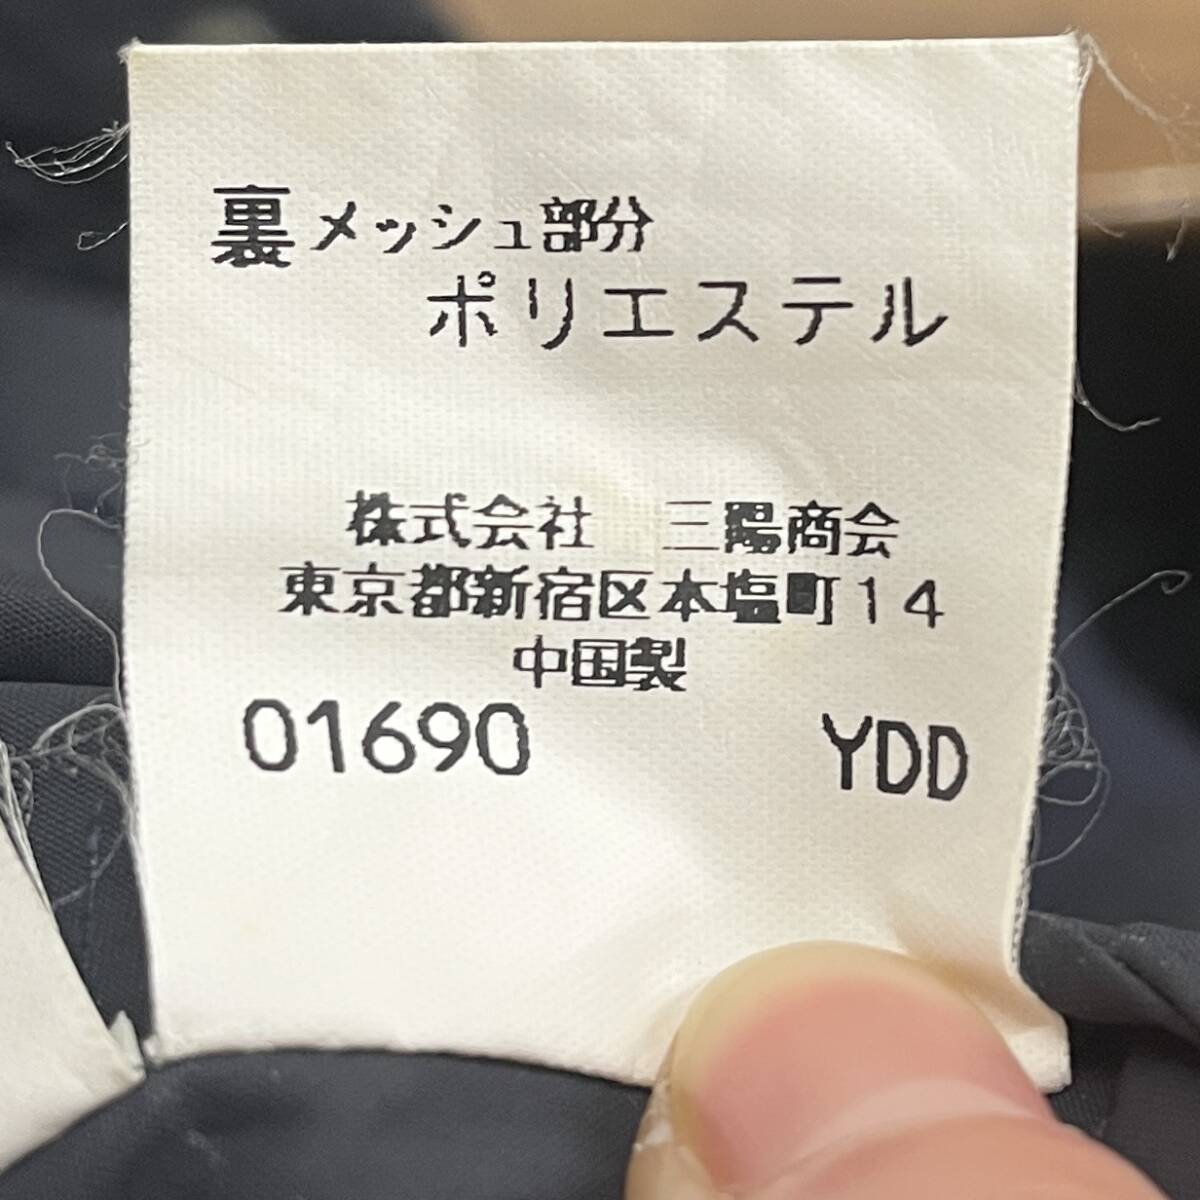 裏メッシュ部分
ポリエステル
株式会社 三陽商会
東京都新宿区本塩町14
中国製
01690 YDD